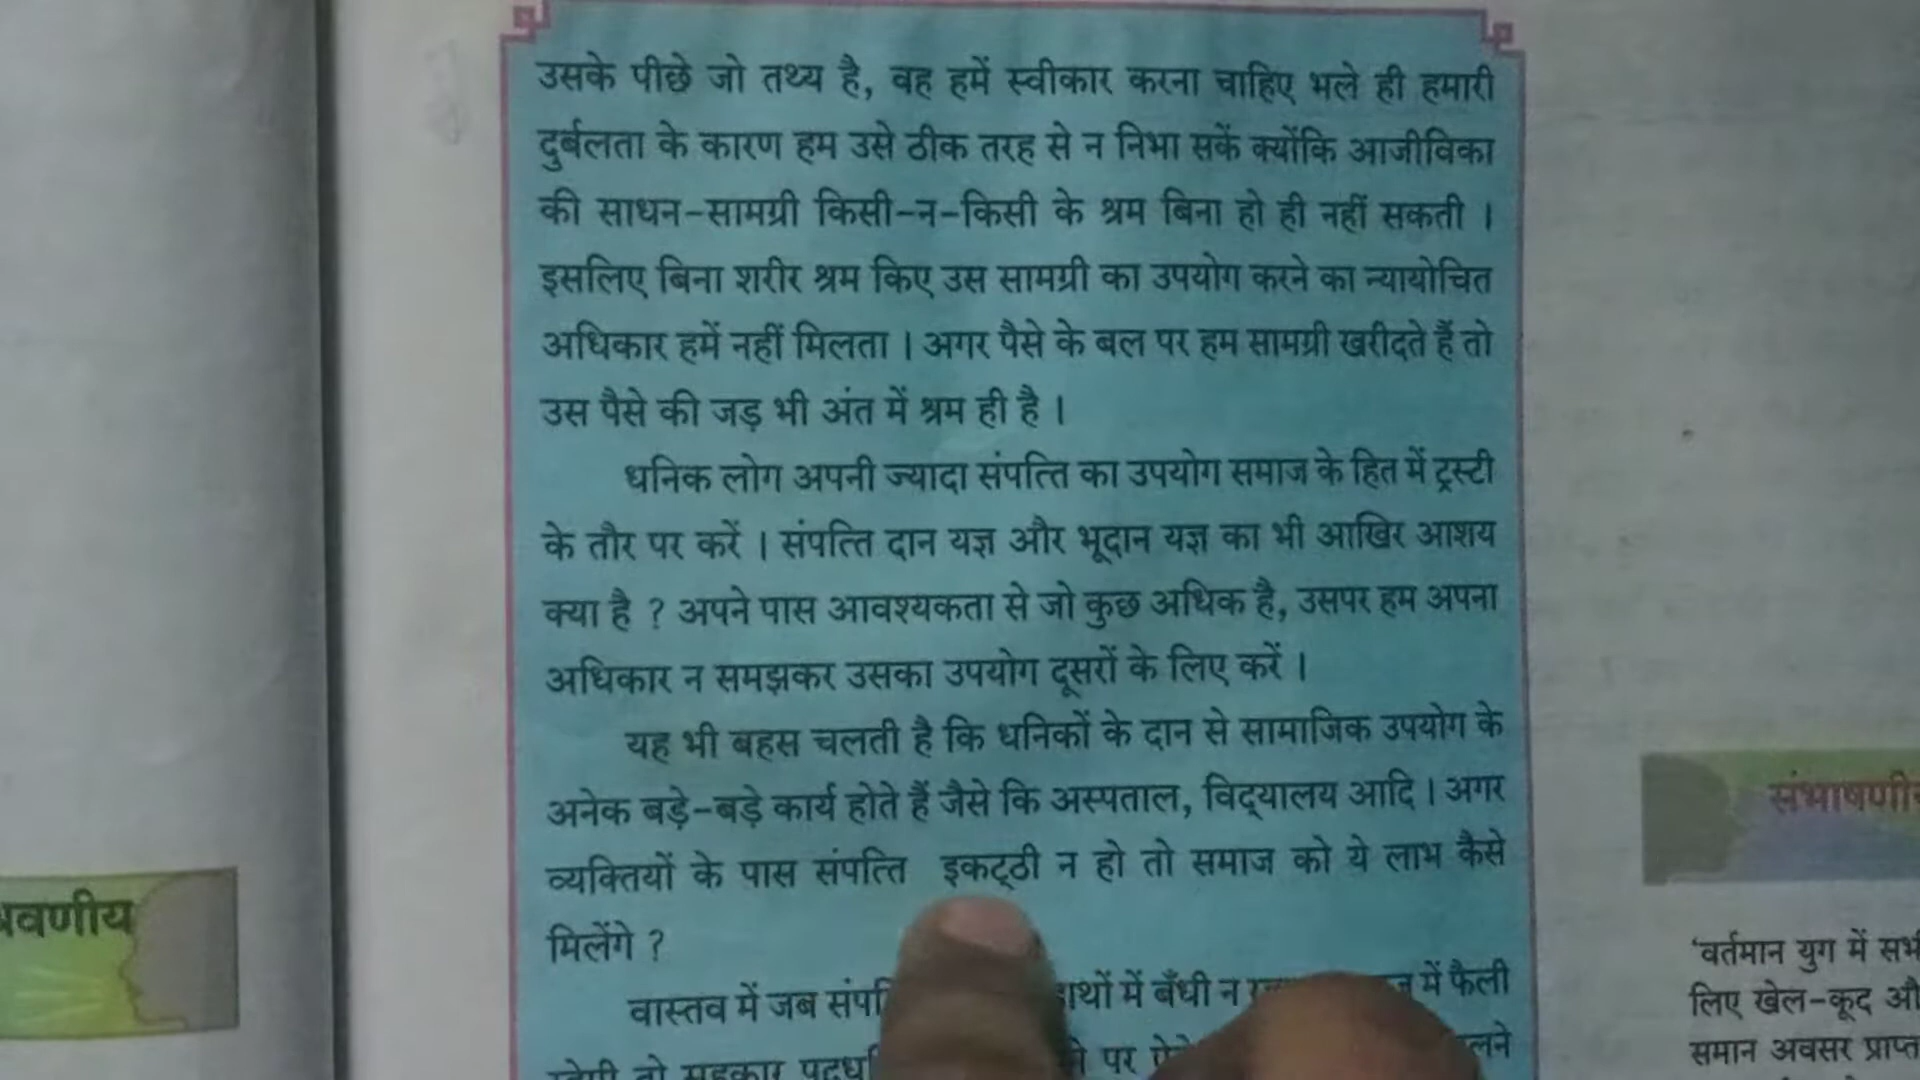 उसके पीछे जो तथ्य है, वह हमें स्वीकार करना चाहिए भले ही हमारी
दुर्बलता के कारण हम उसे ठीक तरह से न निभा सकें क्योंकि आजीविका
की साधन-सामग्री किसी-न-किसी के श्रम बिना हो ही नहीं सकती ।
इसलिए बिना शरीर श्रम किए उस सामग्री का उपयोग करने का न्यायोचित
अधिकार हमें नहीं मिलता । अगर पैसे के बल पर हम सामग्री खरीदते हैं तो
उस पैसे की जड़ भी अंत में श्रम ही है ।
धनिक लोग अपनी ज्यादा संपत्ति का उपयोग समाज के हित में ट्रस्टी
के तौर पर करें । संपत्ति दान यज्ञ और भूदान यज्ञ का भी आखिर आशय
क्या है ? अपने पास आवश्यकता से जो कुछ अधिक है, उसपर हम अपना
अधिकार न समझकर उसका उपयोग दूसरों के लिए करें ।
यह भी बहस चलती है कि धनिकों के दान से सामाजिक उपयोग के
अनेक बड़े-बड़े कार्य होते हैं जैसे कि अस्पताल, विद्यालय आदि । अगर
व्यक्तियों के पास संपत्ति इकट्ठी न हो तो समाज को ये लाभ कैसे
मिलेंगे ?
वास्तव में जब में बँधी न में फैली
तो सहकार पर
संभाषणीय
'वर्तमान युग में सभी
लिए खेल-कूद
समान अवसर प्राप्त